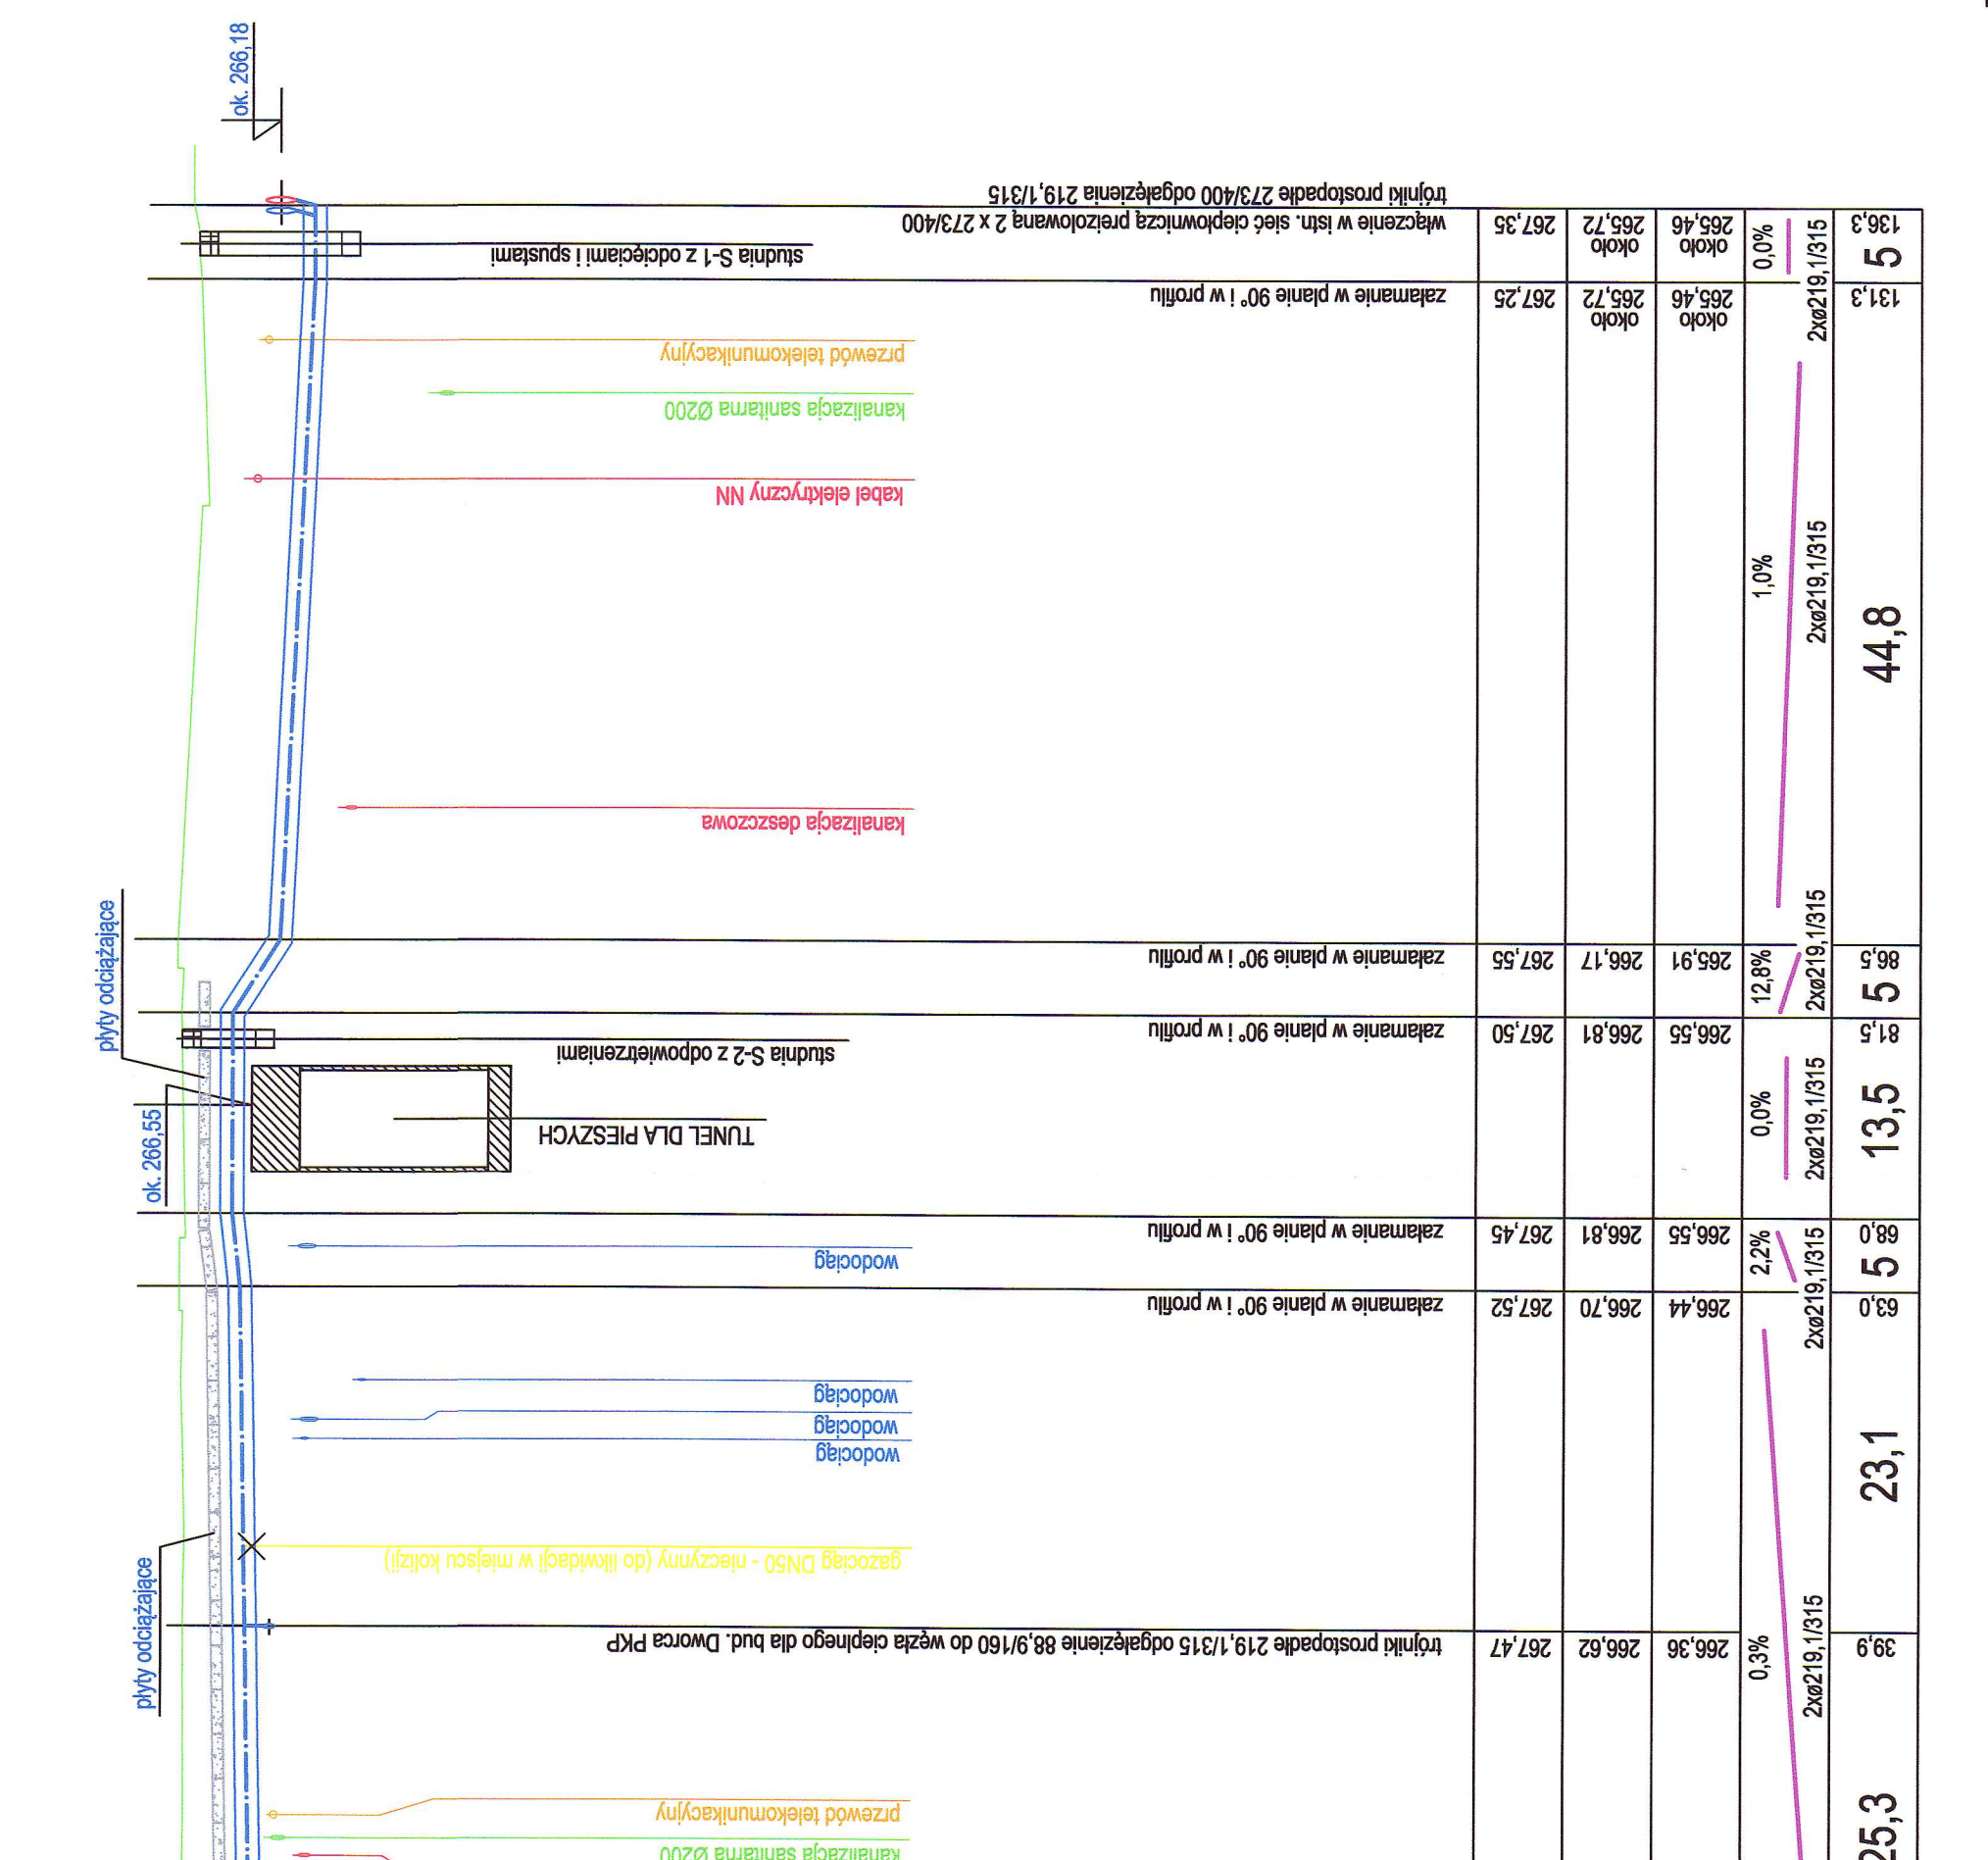 ok. 266,18
trójniki prostopadłe 273/400 odgałęzienia 219,1/315
włączenie w istn. sieć ciepłowniczą preizolowaną 2 x 273/400
267,35
około
265,72
około
265,46
0,0%
2xø219,1/315
5
136,3
studnia S-1 z odcięciami i spustami
załamanie w planie 90° i w profilu
267,25
około
265,72
około
265,46
131,3
przewód telekomunikacyjny
kanalizacja sanitarna Ø200
kabel elektryczny NN
1,0%
2xø219,1/315
44,8
kanalizacja deszczowa
płyty odciążające
załamanie w planie 90° i w profilu
267,55
266,17
265,91
12,8%
2xø219,1/315
5
86,5
załamanie w planie 90° i w profilu
267,50
266,81
266,55
81,5
studnia S-2 z odpowietrzeniami
TUNEL DLA PIESZYCH
ok. 266,55
0,0%
2xø219,1/315
13,5
załamanie w planie 90° i w profilu
267,45
266,81
266,55
2,2%
2xø219,1/315
5
68,0
wodociąg
załamanie w planie 90° i w profilu
267,52
266,70
266,44
63,0
wodociąg
wodociąg
wodociąg
23,1
gazociąg DN50 - nieczynny (do likwidacji w miejscu kolizji)
płyty odciążające
trójniki prostopadłe 219,1/315 odgałęzienie 88,9/160 do węzła cieplnego dla bud. Dworca PKP
267,47
266,62
266,36
0,3%
2xø219,1/315
39,9
przewód telekomunikacyjny
kanalizacja sanitarna Ø200
25,3